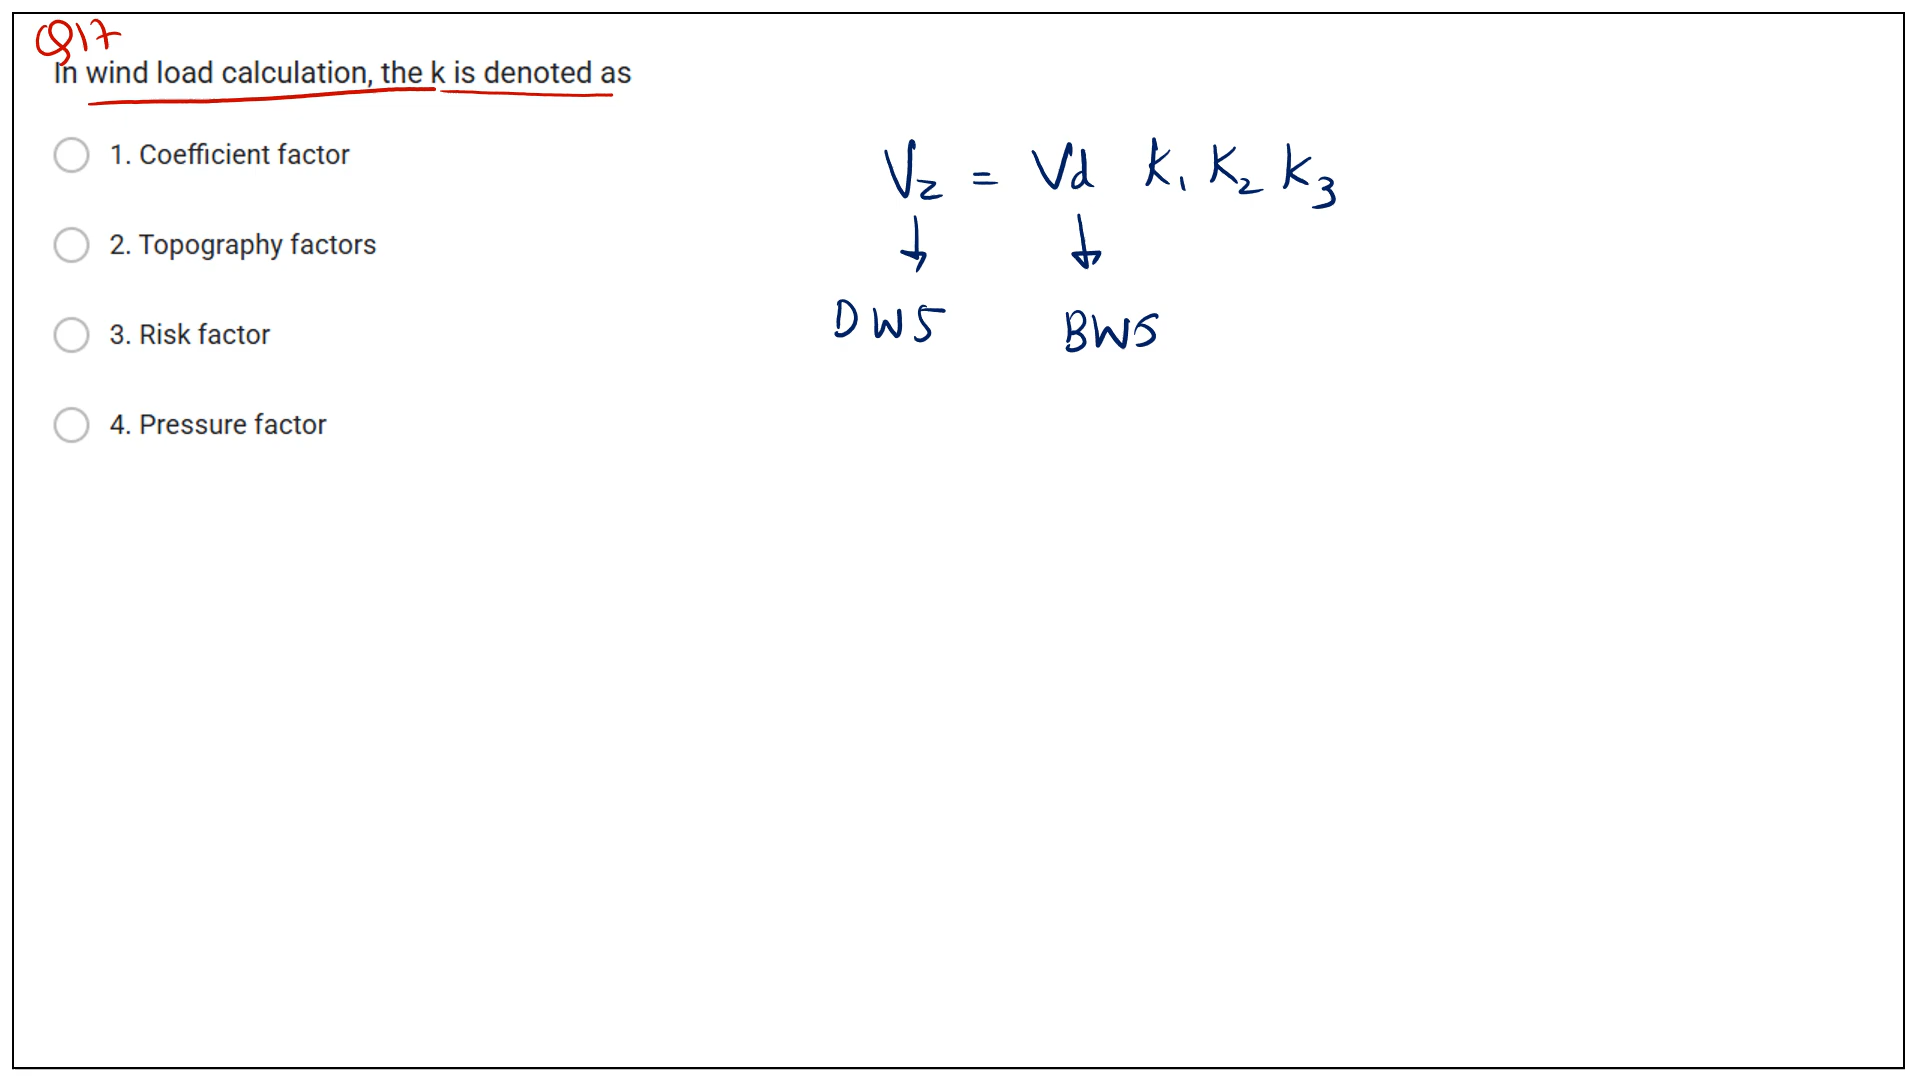 Q17
In wind load calculation, the k is denoted as
1. Coefficient factor
2. Topography factors
3. Risk factor
4. Pressure factor
Vz = Vd k1 k2 k3
DWS BWS